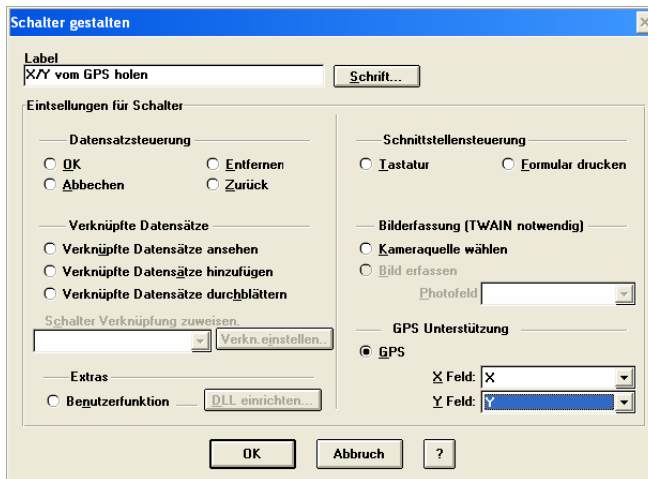 Schalter gestalten
Label
X/Y vom GPS holen
Schrift...
Eintsellungen für Schalter
Datensatzsteuerung
OK
Entfernen
Abbechen
Zurück
Schnittstellensteuerung
Tastatur
Formular drucken
Verknüpfte Datensätze
Verknüpfte Datensätze ansehen
Verknüpfte Datensätze hinzufügen
Verknüpfte Datensätze durchblättern
Schalter Verknüpfung zuweisen.
Verkn.einstellen..
Bilderfassung (TWAIN notwendig)
Kameraquelle wählen
Bild erfassen
Photofeld
Extras
Benutzerfunktion
DLL einrichten...
GPS Unterstützung
GPS
X Feld: X
Y Feld: Y
OK
Abbruch
?